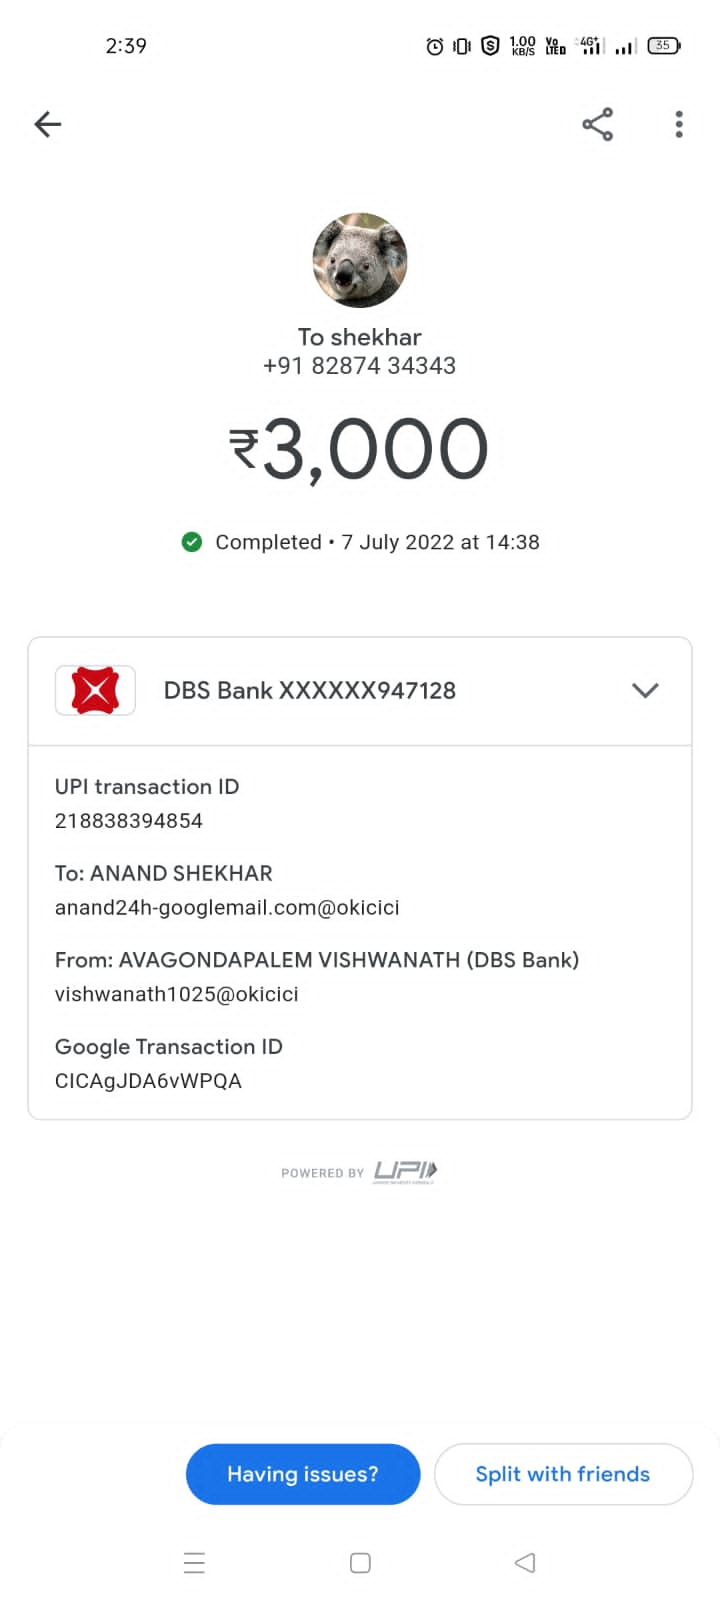 2:39
1.00 KB/S
Vo LTED
4G+
35
To shekhar
+91 82874 34343
₹3,000
Completed • 7 July 2022 at 14:38
DBS Bank XXXXXX947128
UPI transaction ID
218838394854
To: ANAND SHEKHAR
anand24h-googlemail.com@okicici
From: AVAGONDAPALEM VISHWANATH (DBS Bank)
vishwanath1025@okicici
Google Transaction ID
CICAgJDA6vWPQA
POWERED BY UPI
Having issues?
Split with friends